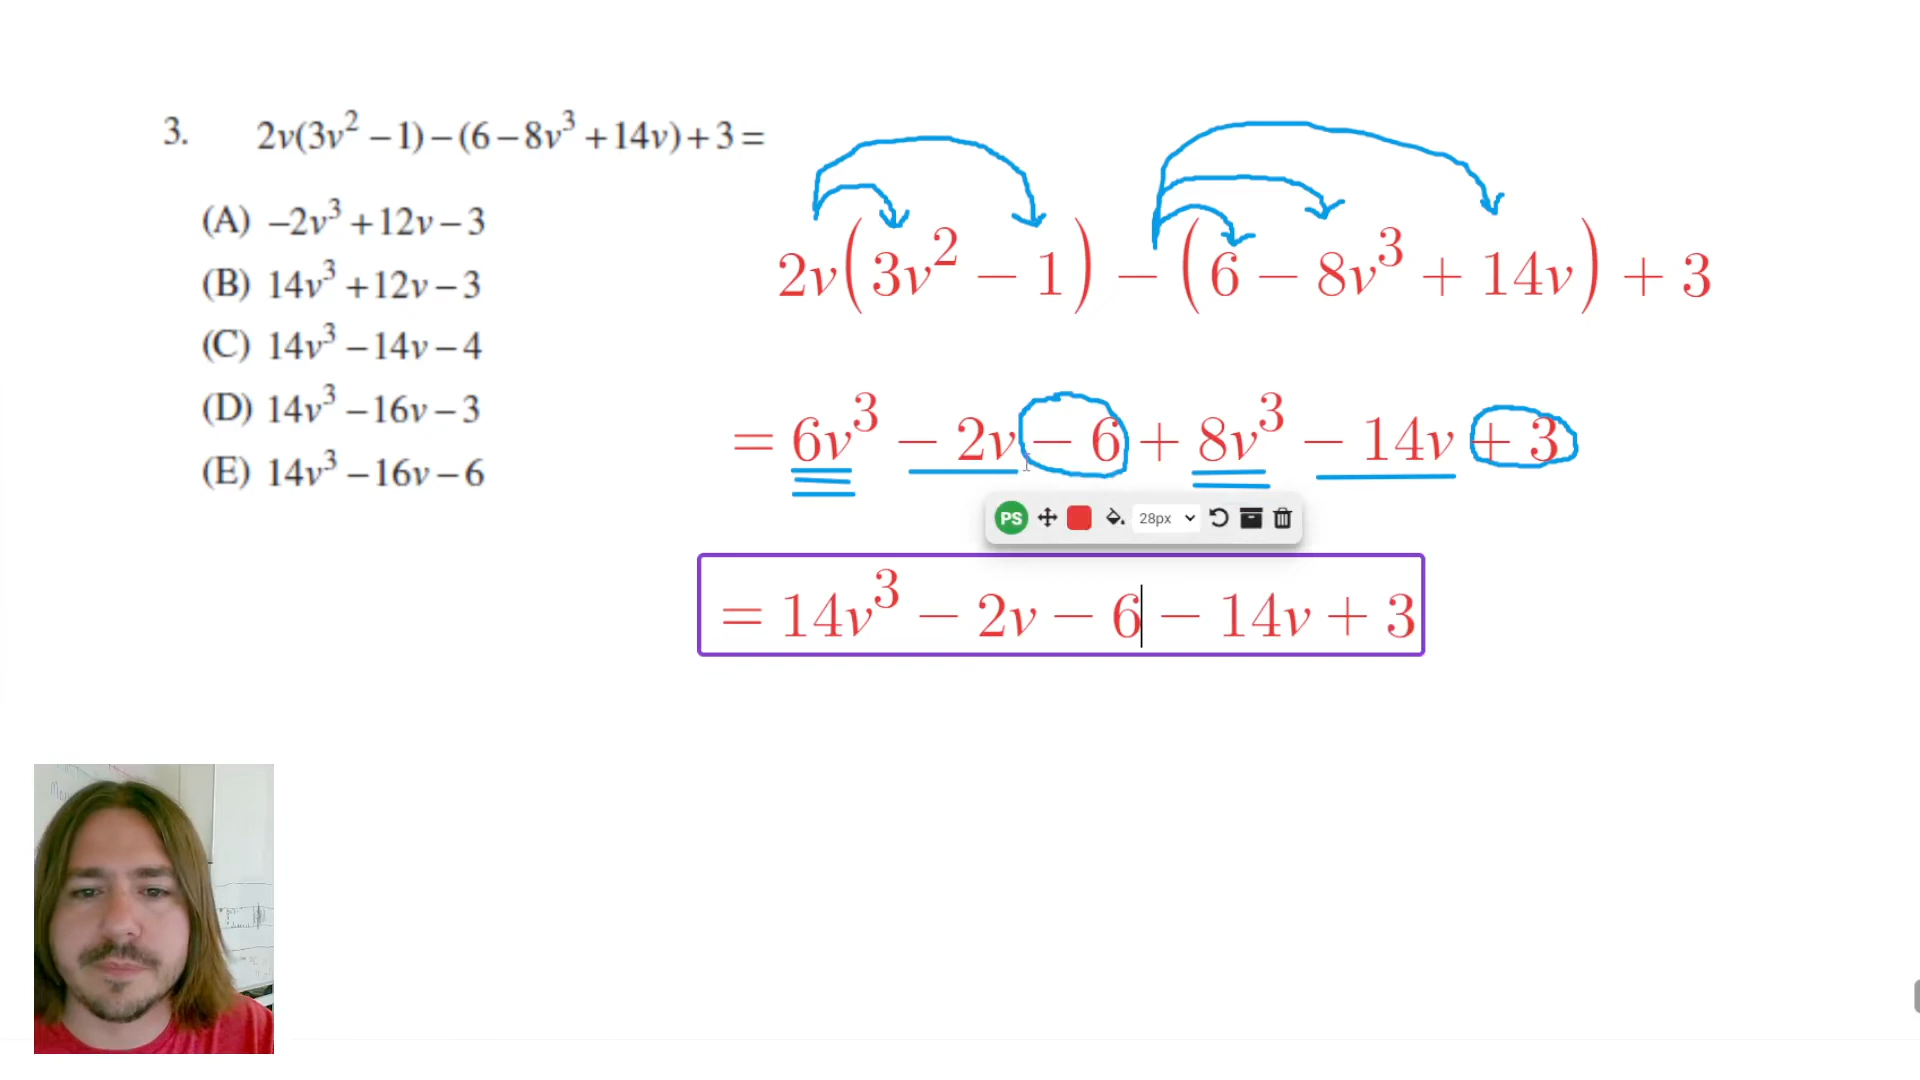 3. 2v(3v² − 1) − (6 − 8v³ + 14v) + 3 =
(A) −2v³ + 12v − 3
(B) 14v³ + 12v − 3
(C) 14v³ − 14v − 4
(D) 14v³ − 16v − 3
(E) 14v³ − 16v − 6
2v(3v² − 1) − (6 − 8v³ + 14v) + 3
= 6v³ − 2v − 6 + 8v³ − 14v + 3
PS 28px
= 14v³ − 2v − 6 − 14v + 3